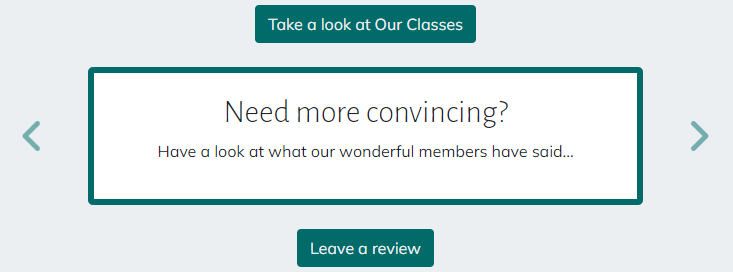 Take a look at Our Classes
Need more convincing?
Have a look at what our wonderful members have said...
Leave a review